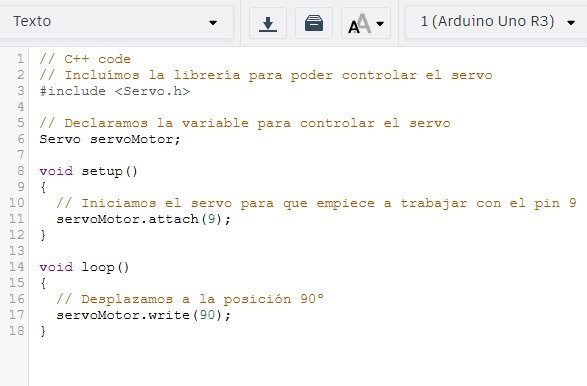 Texto
1 (Arduino Uno R3)
1 // C++ code
2 // Incluímos la librería para poder controlar el servo
3 #include <Servo.h>
4
5 // Declaramos la variable para controlar el servo
6 Servo servoMotor;
7
8 void setup()
9 {
10 // Iniciamos el servo para que empiece a trabajar con el pin 9
11 servoMotor.attach(9);
12 }
13
14 void loop()
15 {
16 // Desplazamos a la posición 90º
17 servoMotor.write(90);
18 }